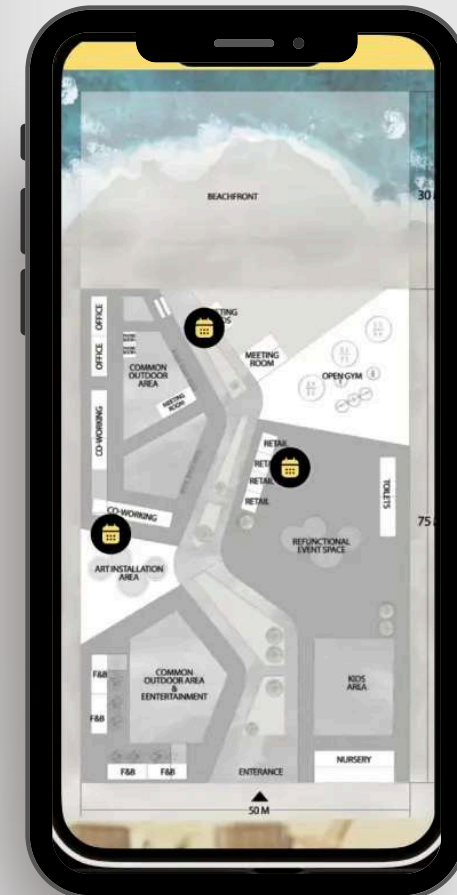 BEACHFRONT
30
OFFICE
OFFICE
MEETING
ROOM
OPEN GYM
COMMON
OUTDOOR
AREA
MEETING
ROOM
CO-WORKING
RETAIL
RETAIL
RETAIL
TOILETS
CO-WORKING
75
REFUNCTIONAL
EVENT SPACE
ART INSTALLATION
AREA
COMMON
OUTDOOR AREA
&
EENTERTAINMENT
KIDS
AREA
F&B
F&B
F&B
F&B
NURSERY
ENTERANCE
50 M